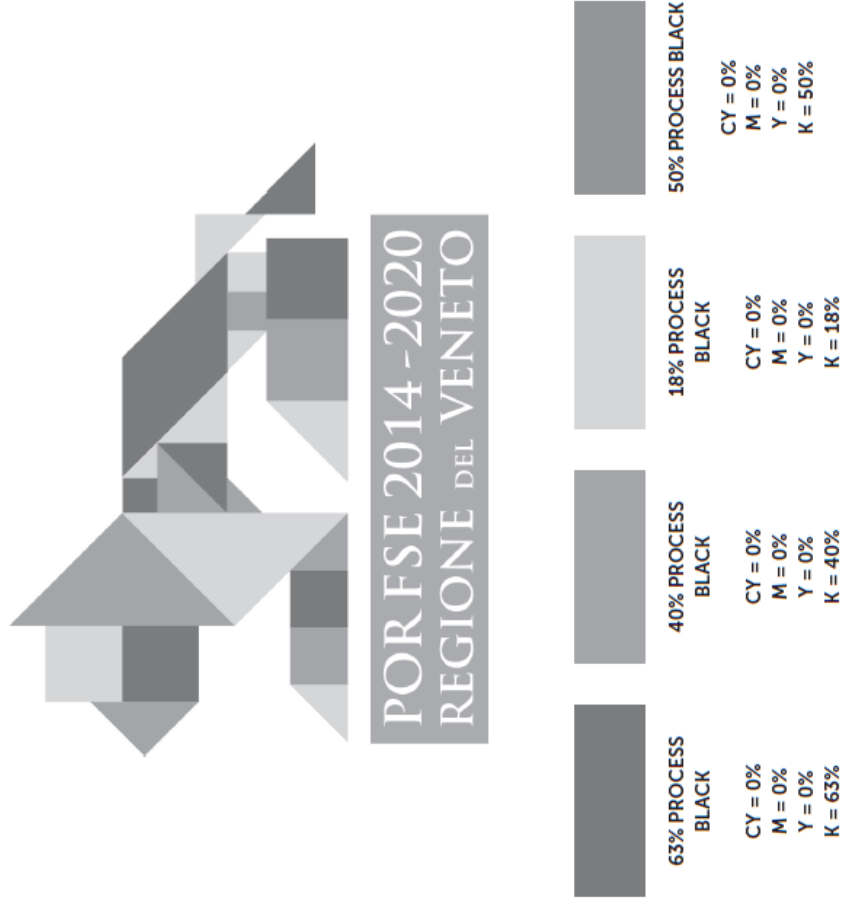 POR FSE 2014-2020
REGIONE DEL VENETO
63% PROCESS
BLACK
CY = 0%
M = 0%
Y = 0%
K = 63%
40% PROCESS
BLACK
CY = 0%
M = 0%
Y = 0%
K = 40%
18% PROCESS
BLACK
CY = 0%
M = 0%
Y = 0%
K = 18%
50% PROCESS BLACK
CY = 0%
M = 0%
Y = 0%
K = 50%